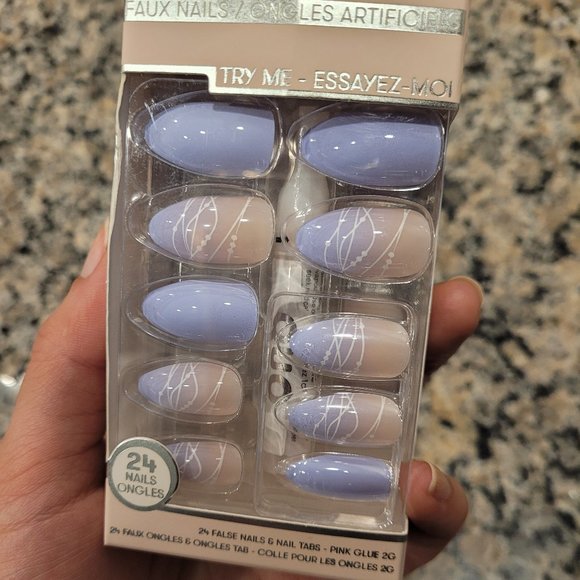 FAUX NAILS / ONGLES ARTIFICIELS
TRY ME - ESSAYEZ-MOI
24
NAILS
ONGLES
24 FALSE NAILS & NAIL TABS - PINK GLUE 2G
24 FAUX ONGLES & ONGLES TAB - COLLE POUR LES ONGLES 2G